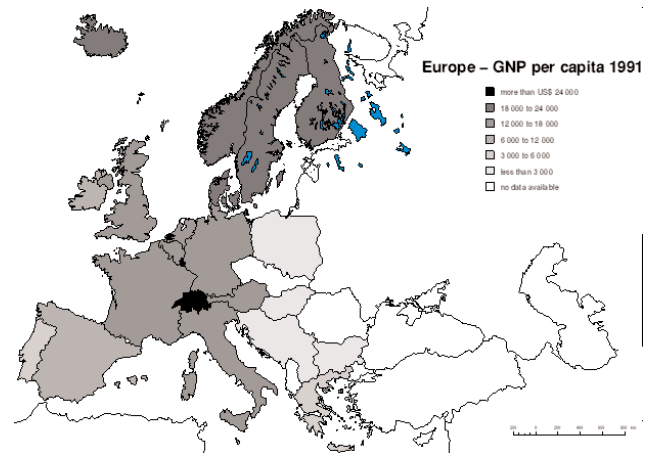 Europe – GNP per capita 1991
more than US$ 24 000
18 000 to 24 000
12 000 to 18 000
6 000 to 12 000
3 000 to 6 000
less than 3 000
no data available